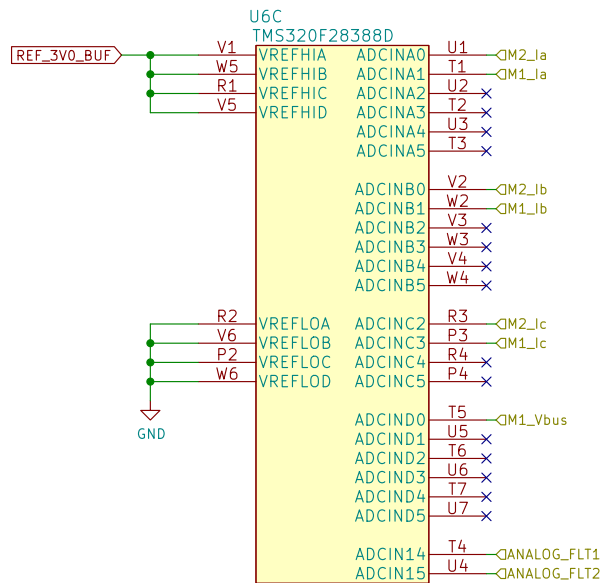 U6C
TMS320F28388D
REF_3V0_BUF V1 VREFHIA ADCINA0 U1 M2_Ia
W5 VREFHIB ADCINA1 T1 M1_Ia
R1 VREFHIC ADCINA2 U2
V5 VREFHID ADCINA3 T2
ADCINA4 U3
ADCINA5 T3
ADCINB0 V2 M2_Ib
ADCINB1 W2 M1_Ib
ADCINB2 V3
ADCINB3 W3
ADCINB4 V4
ADCINB5 W4
R2 VREFLOA ADCINC2 R3 M2_Ic
V6 VREFLOB ADCINC3 P3 M1_Ic
P2 VREFLOC ADCINC4 R4
W6 VREFLOD ADCINC5 P4
GND ADCIND0 T5 M1_Vbus
ADCIND1 U5
ADCIND2 T6
ADCIND3 U6
ADCIND4 T7
ADCIND5 U7
ADCIN14 T4 ANALOG_FLT1
ADCIN15 U4 ANALOG_FLT2